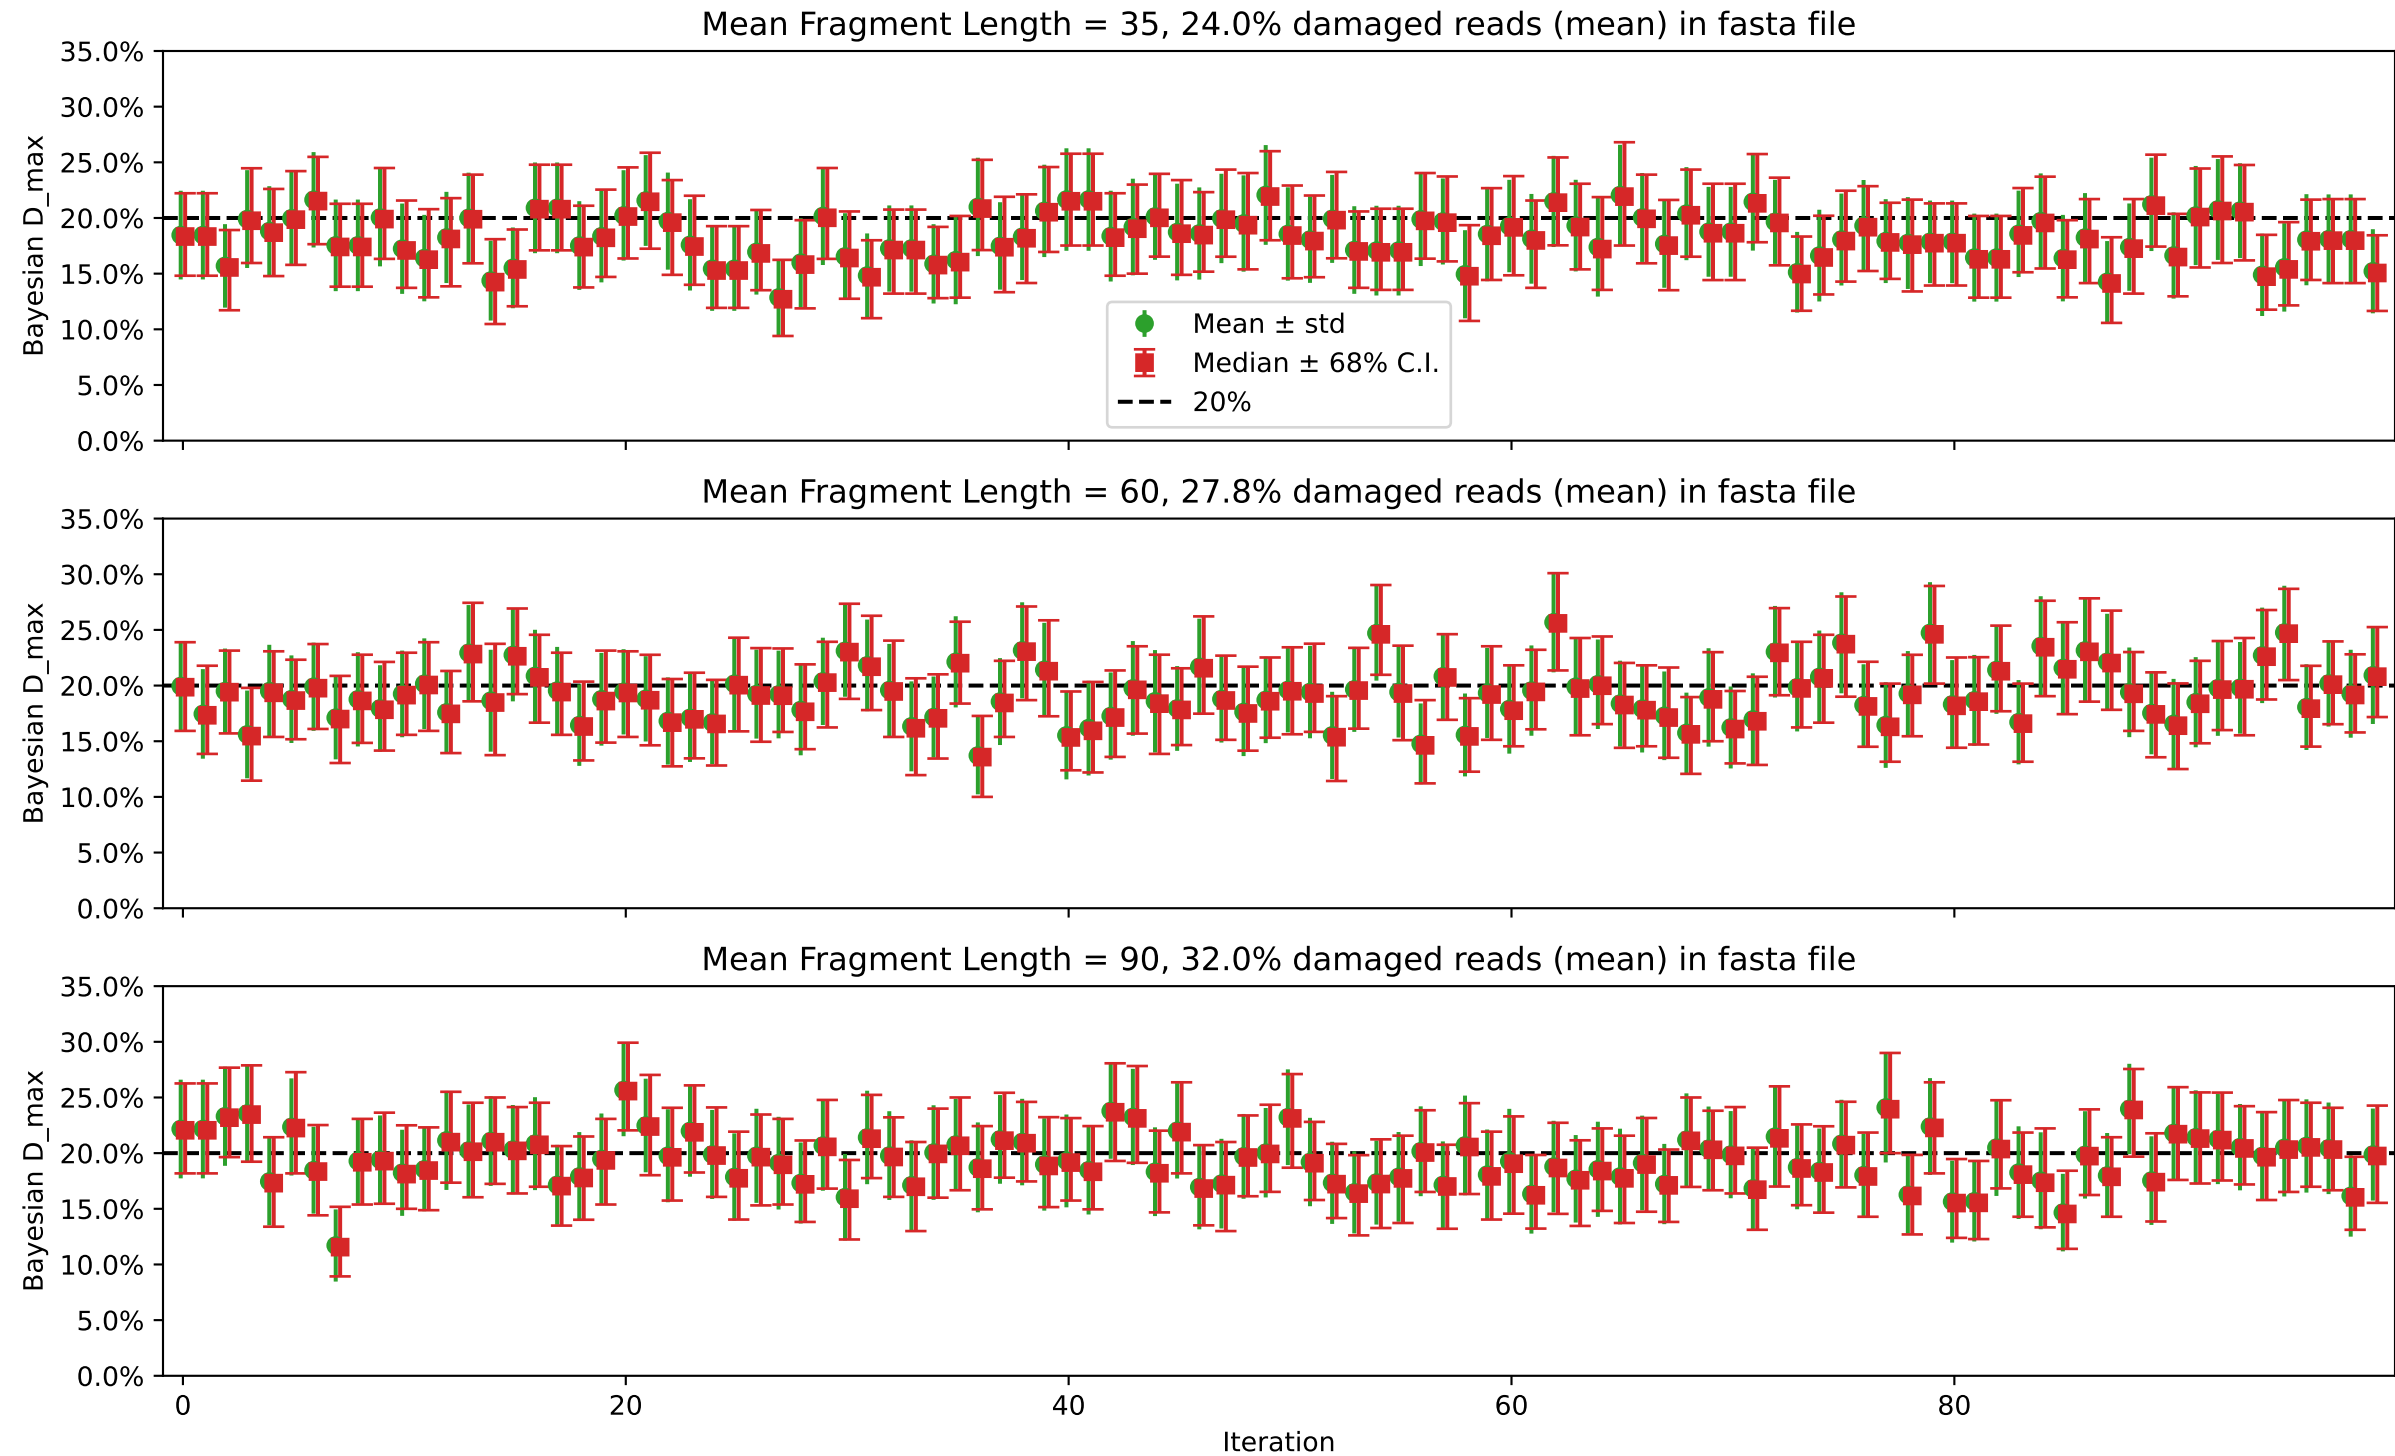 Mean Fragment Length = 35, 24.0% damaged reads (mean) in fasta file
35.0%
30.0%
25.0%
20.0%
15.0%
10.0%
5.0%
0.0%
Bayesian D_max
Mean ± std
Median ± 68% C.I.
20%
Mean Fragment Length = 60, 27.8% damaged reads (mean) in fasta file
35.0%
30.0%
25.0%
20.0%
15.0%
10.0%
5.0%
0.0%
Bayesian D_max
Mean Fragment Length = 90, 32.0% damaged reads (mean) in fasta file
35.0%
30.0%
25.0%
20.0%
15.0%
10.0%
5.0%
0.0%
Bayesian D_max
0 20 40 60 80
Iteration